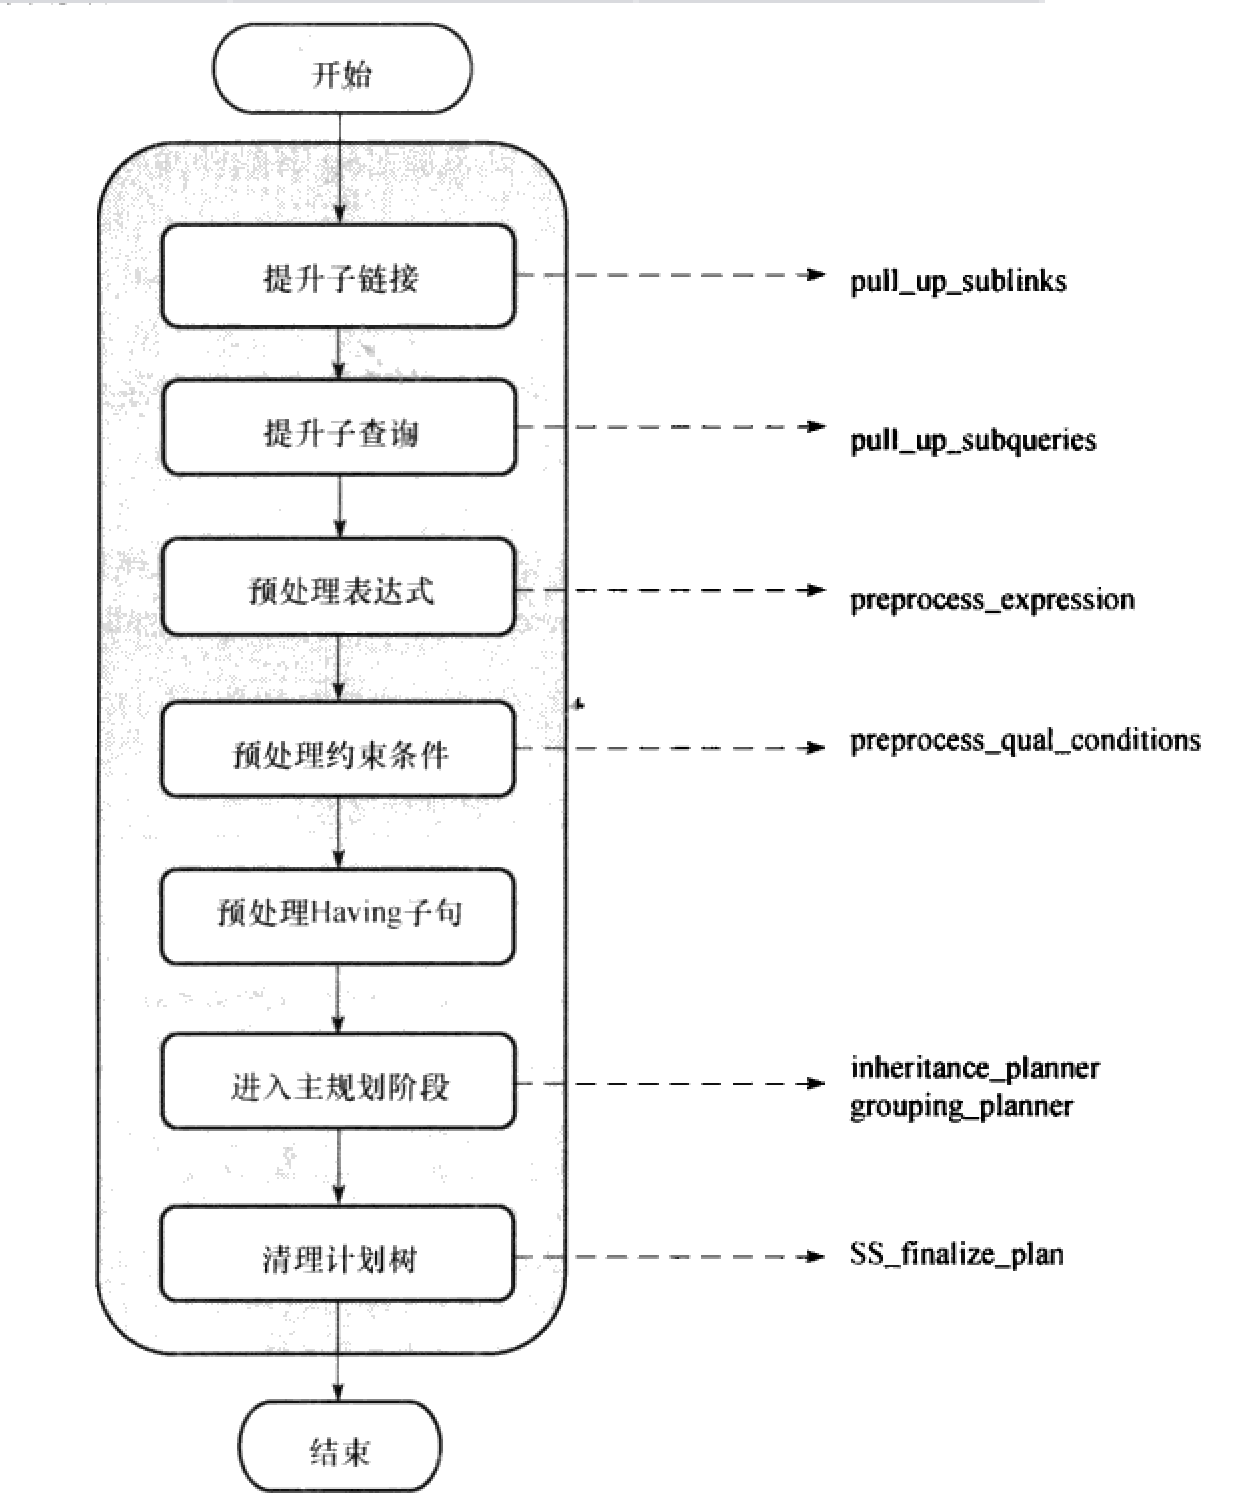 开始
提升子链接
pull_up_sublinks
提升子查询
pull_up_subqueries
预处理表达式
preprocess_expression
预处理约束条件
preprocess_qual_conditions
预处理Having子句
进入主规划阶段
inheritance_planner
grouping_planner
清理计划树
SS_finalize_plan
结束